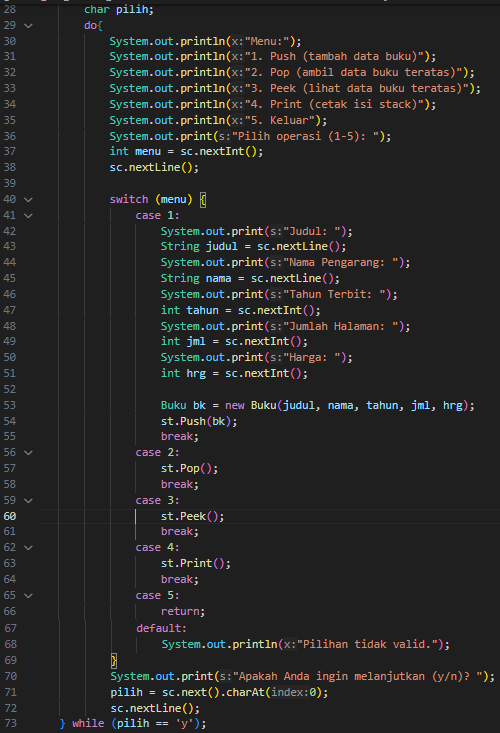 28 char pilih;
29 do{
30 System.out.println(x:"Menu:");
31 System.out.println(x:"1. Push (tambah data buku)");
32 System.out.println(x:"2. Pop (ambil data buku teratas)");
33 System.out.println(x:"3. Peek (lihat data buku teratas)");
34 System.out.println(x:"4. Print (cetak isi stack)");
35 System.out.println(x:"5. Keluar");
36 System.out.print(s:"Pilih operasi (1-5): ");
37 int menu = sc.nextInt();
38 sc.nextLine();
39
40 switch (menu) {
41 case 1:
42 System.out.print(s:"Judul: ");
43 String judul = sc.nextLine();
44 System.out.print(s:"Nama Pengarang: ");
45 String nama = sc.nextLine();
46 System.out.print(s:"Tahun Terbit: ");
47 int tahun = sc.nextInt();
48 System.out.print(s:"Jumlah Halaman: ");
49 int jml = sc.nextInt();
50 System.out.print(s:"Harga: ");
51 int hrg = sc.nextInt();
52
53 Buku bk = new Buku(judul, nama, tahun, jml, hrg);
54 st.Push(bk);
55 break;
56 case 2:
57 st.Pop();
58 break;
59 case 3:
60 st.Peek();
61 break;
62 case 4:
63 st.Print();
64 break;
65 case 5:
66 return;
67 default:
68 System.out.println(x:"Pilihan tidak valid.");
69 }
70 System.out.print(s:"Apakah Anda ingin melanjutkan (y/n)? ");
71 pilih = sc.next().charAt(index:0);
72 sc.nextLine();
73 } while (pilih == 'y');